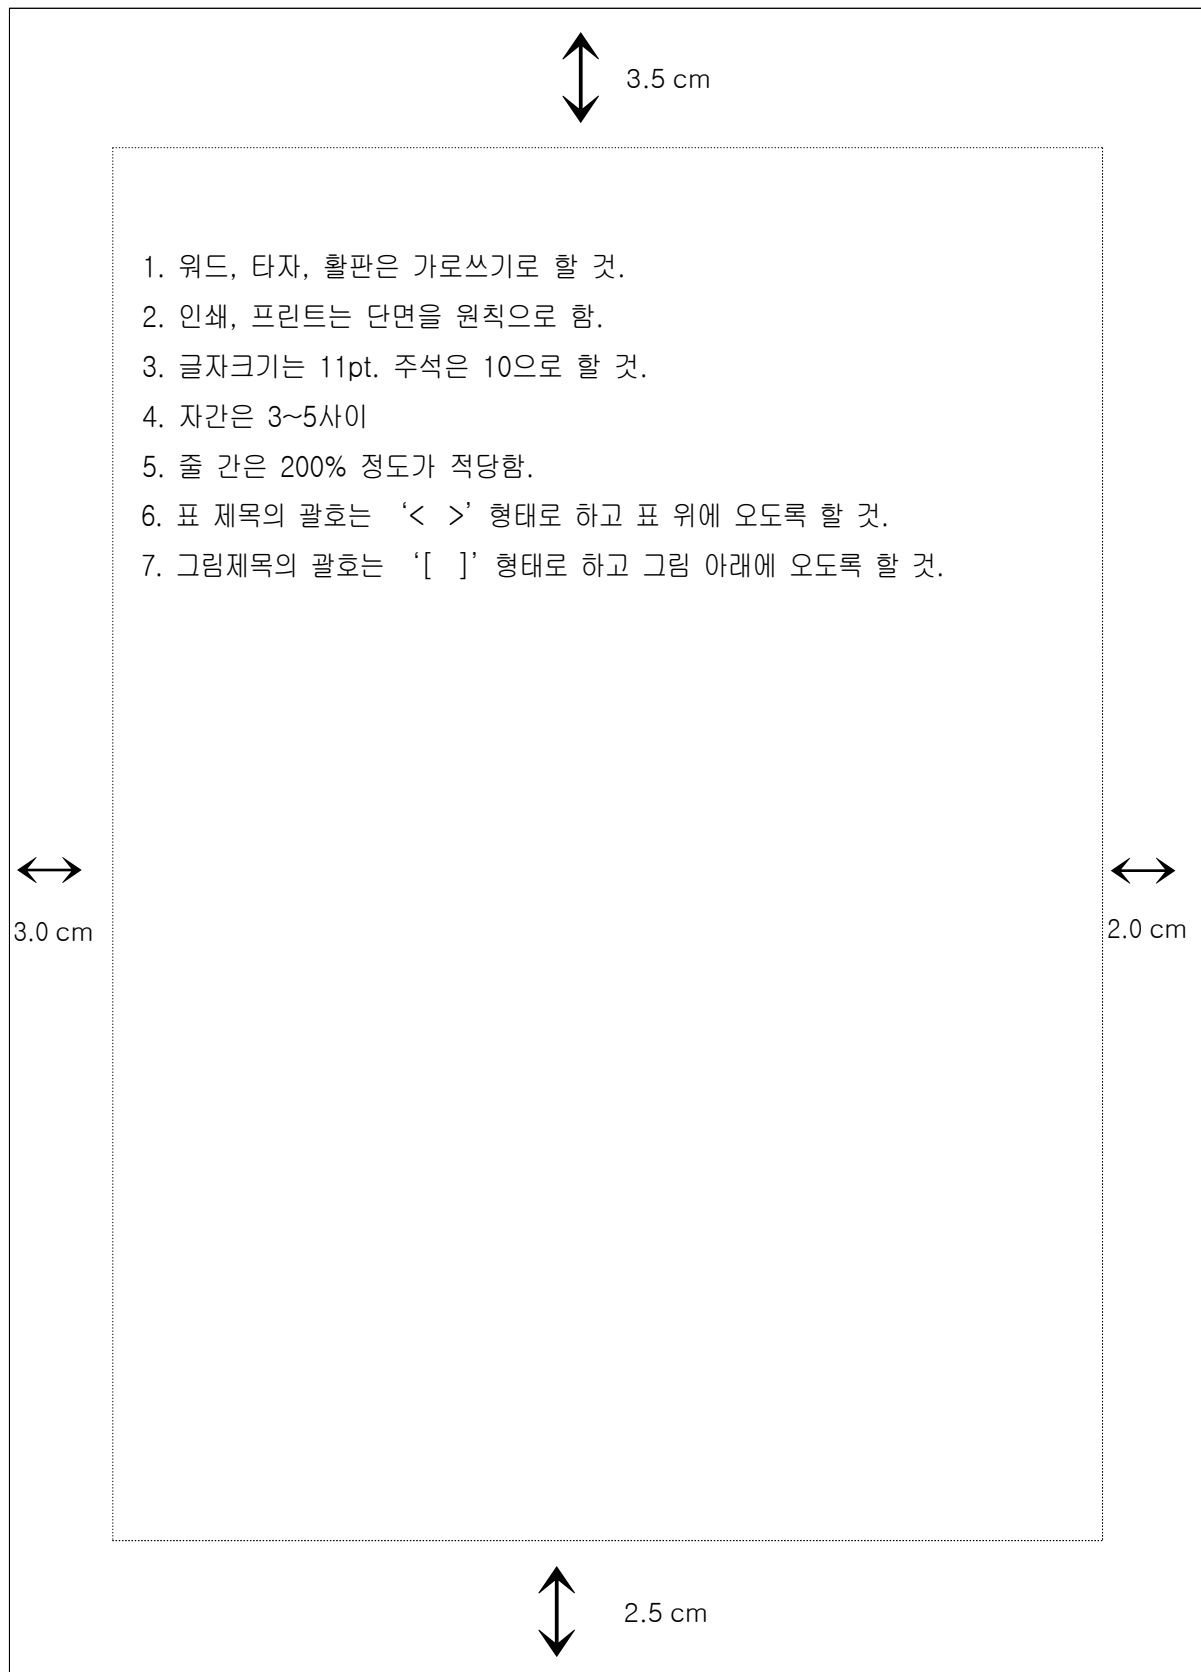 3.5 cm
1. 워드, 타자, 활판은 가로쓰기로 할 것.
2. 인쇄, 프린트는 단면을 원칙으로 함.
3. 글자크기는 11pt. 주석은 10으로 할 것.
4. 자간은 3~5사이
5. 줄 간은 200% 정도가 적당함.
6. 표 제목의 괄호는 ‘< >’ 형태로 하고 표 위에 오도록 할 것.
7. 그림제목의 괄호는 ‘[ ]’ 형태로 하고 그림 아래에 오도록 할 것.
3.0 cm
2.0 cm
2.5 cm